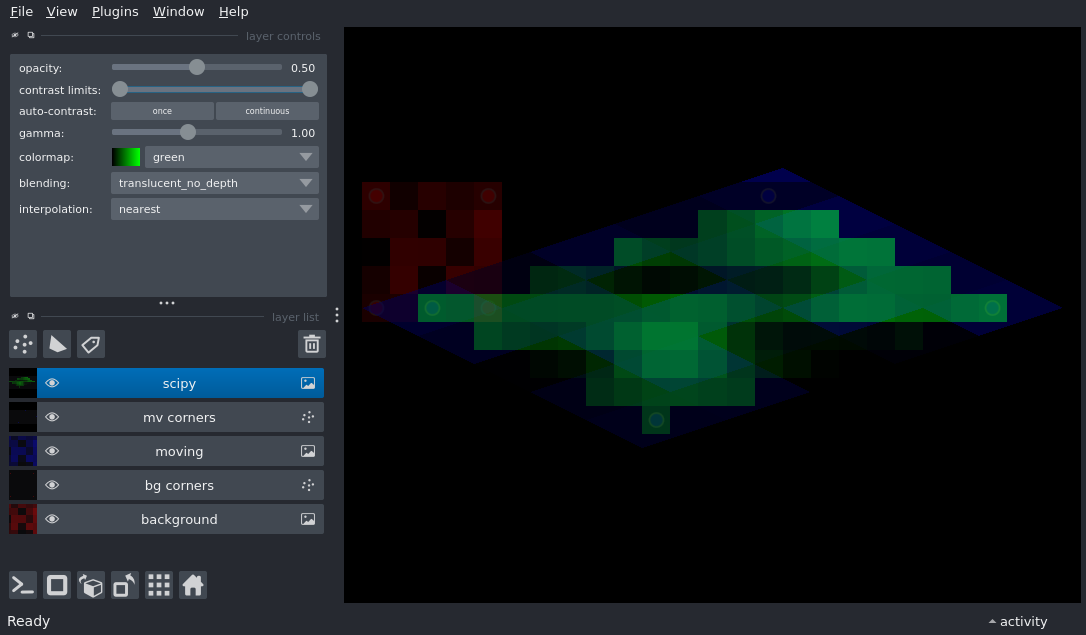 File View Plugins Window Help
layer controls
opacity: 0.50
contrast limits:
auto-contrast: once continuous
gamma: 1.00
colormap: green
blending: translucent_no_depth
interpolation: nearest
layer list
scipy
mv corners
moving
bg corners
background
Ready activity